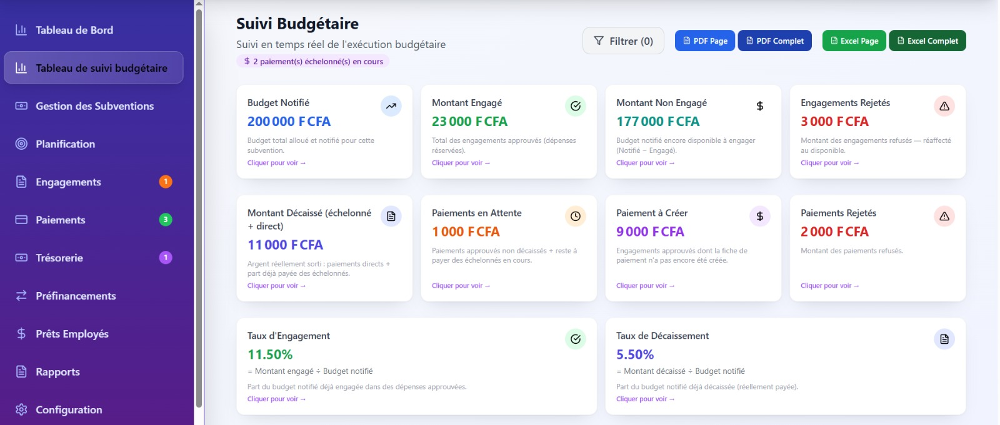 Tableau de Bord
Tableau de suivi budgétaire
Gestion des Subventions
Planification
Engagements 1
Paiements 3
Trésorerie 1
Préfinancements
Prêts Employés
Rapports
Configuration
Suivi Budgétaire
Suivi en temps réel de l'exécution budgétaire
$ 2 paiement(s) échelonné(s) en cours
Filtrer (0)
PDF Page
PDF Complet
Excel Page
Excel Complet
Budget Notifié
200 000 F CFA
Budget total alloué et notifié pour cette
subvention.
Cliquer pour voir →
Montant Engagé
23 000 F CFA
Total des engagements approuvés (dépenses
réservées).
Cliquer pour voir →
Montant Non Engagé
$
177 000 F CFA
Budget notifié encore disponible à engager
(Notifié − Engagé).
Cliquer pour voir →
Engagements Rejetés
3 000 F CFA
Montant des engagements refusés — réaffecté
au disponible.
Cliquer pour voir →
Montant Décaissé (échelonné
+ direct)
11 000 F CFA
Argent réellement sorti : paiements directs +
part déjà payée des échelonnés.
Cliquer pour voir →
Paiements en Attente
1 000 F CFA
Paiements approuvés non décaissés + reste à
payer des échelonnés en cours.
Cliquer pour voir →
Paiement à Créer
$
9 000 F CFA
Engagements approuvés dont la fiche de
paiement n'a pas encore été créée.
Cliquer pour voir →
Paiements Rejetés
2 000 F CFA
Montant des paiements refusés.
Cliquer pour voir →
Taux d'Engagement
11.50%
= Montant engagé ÷ Budget notifié
Part du budget notifié déjà engagée dans des dépenses approuvées.
Cliquer pour voir →
Taux de Décaissement
5.50%
= Montant décaissé ÷ Budget notifié
Part du budget notifié déjà décaissée (réellement payée).
Cliquer pour voir →